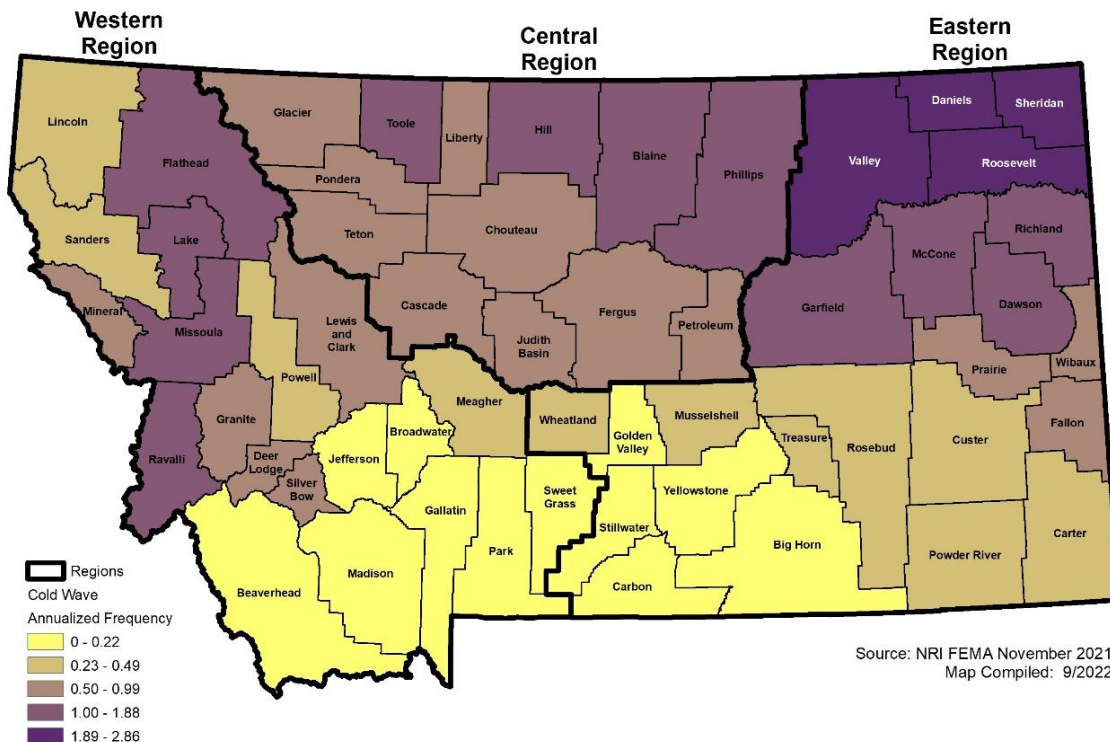 Western
Region
Central
Region
Eastern
Region
Lincoln
Flathead
Glacier
Toole
Liberty
Hill
Blaine
Phillips
Valley
Daniels
Sheridan
Roosevelt
Pondera
Sanders
Lake
Teton
Chouteau
Richland
McCone
Mineral
Missoula
Lewis
and
Clark
Cascade
Judith
Basin
Fergus
Petroleum
Garfield
Dawson
Powell
Prairie
Wibaux
Ravalli
Granite
Deer
Lodge
Silver
Bow
Jefferson
Broadwater
Meagher
Wheatland
Golden
Valley
Musselshell
Treasure
Rosebud
Custer
Fallon
Gallatin
Park
Sweet
Grass
Stillwater
Yellowstone
Big Horn
Carbon
Powder River
Carter
Beaverhead
Madison
Regions
Cold Wave
Annualized Frequency
0 - 0.22
0.23 - 0.49
0.50 - 0.99
1.00 - 1.88
1.89 - 2.86
Source: NRI FEMA November 2021
Map Compiled: 9/2022